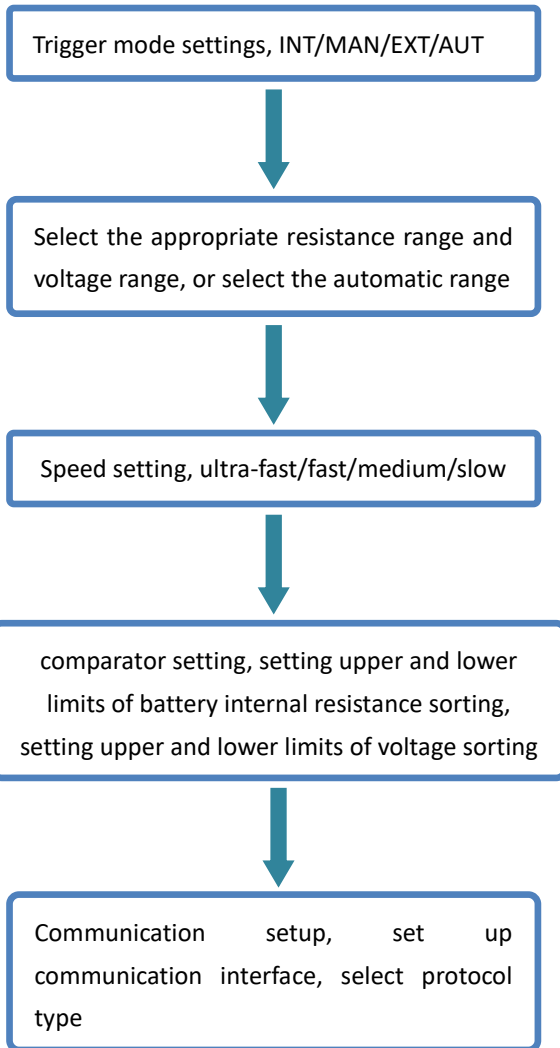 Trigger mode settings, INT/MAN/EXT/AUT
Select the appropriate resistance range and
voltage range, or select the automatic range
Speed setting, ultra-fast/fast/medium/slow
comparator setting, setting upper and lower
limits of battery internal resistance sorting,
setting upper and lower limits of voltage sorting
Communication setup, set up
communication interface, select protocol
type